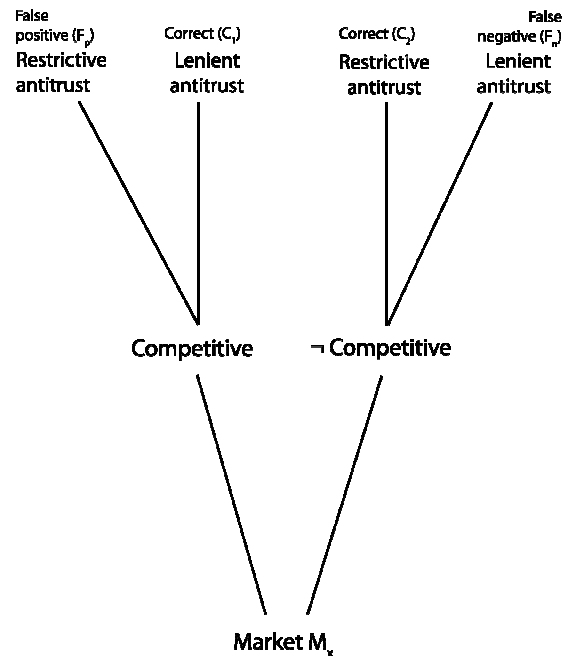 False
positive (Fₚ)
Restrictive
antitrust
Correct (C₁)
Lenient
antitrust
Correct (C₂)
Restrictive
antitrust
False
negative (Fₙ)
Lenient
antitrust
Competitive
¬ Competitive
Market Mₓ